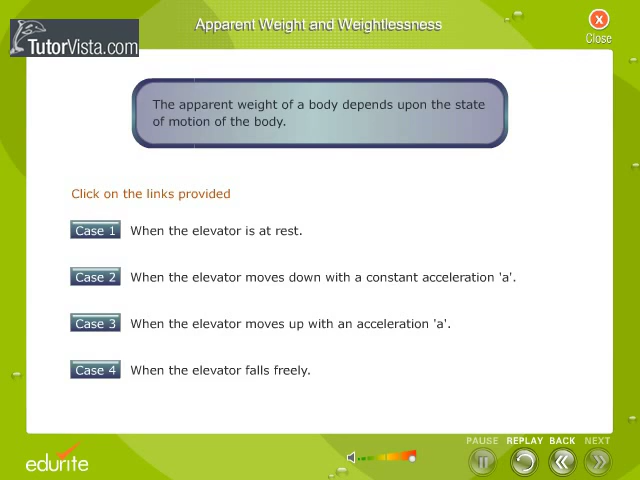 Apparent Weight and Weightlessness
X
Close
TutorVista.com
The apparent weight of a body depends upon the state
of motion of the body.
Click on the links provided
Case 1 When the elevator is at rest.
Case 2 When the elevator moves down with a constant acceleration 'a'.
Case 3 When the elevator moves up with an acceleration 'a'.
Case 4 When the elevator falls freely.
PAUSE REPLAY BACK NEXT
edurite